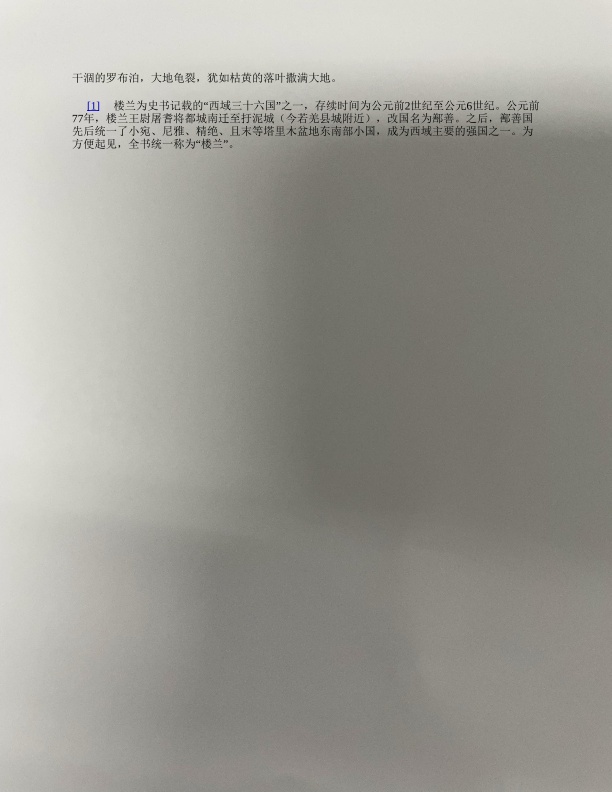 干涸的罗布泊，大地龟裂，犹如枯黄的落叶撒满大地。
[1] 楼兰为史书记载的“西域三十六国”之一，存续时间为公元前2世纪至公元6世纪。公元前
77年，楼兰王尉屠耆将都城南迁至扜泥城（今若羌县城附近），改国名为鄯善。之后，鄯善国
先后统一了小宛、尼雅、精绝、且末等塔里木盆地东南部小国，成为西域主要的强国之一。为
方便起见，全书统一称为“楼兰”。